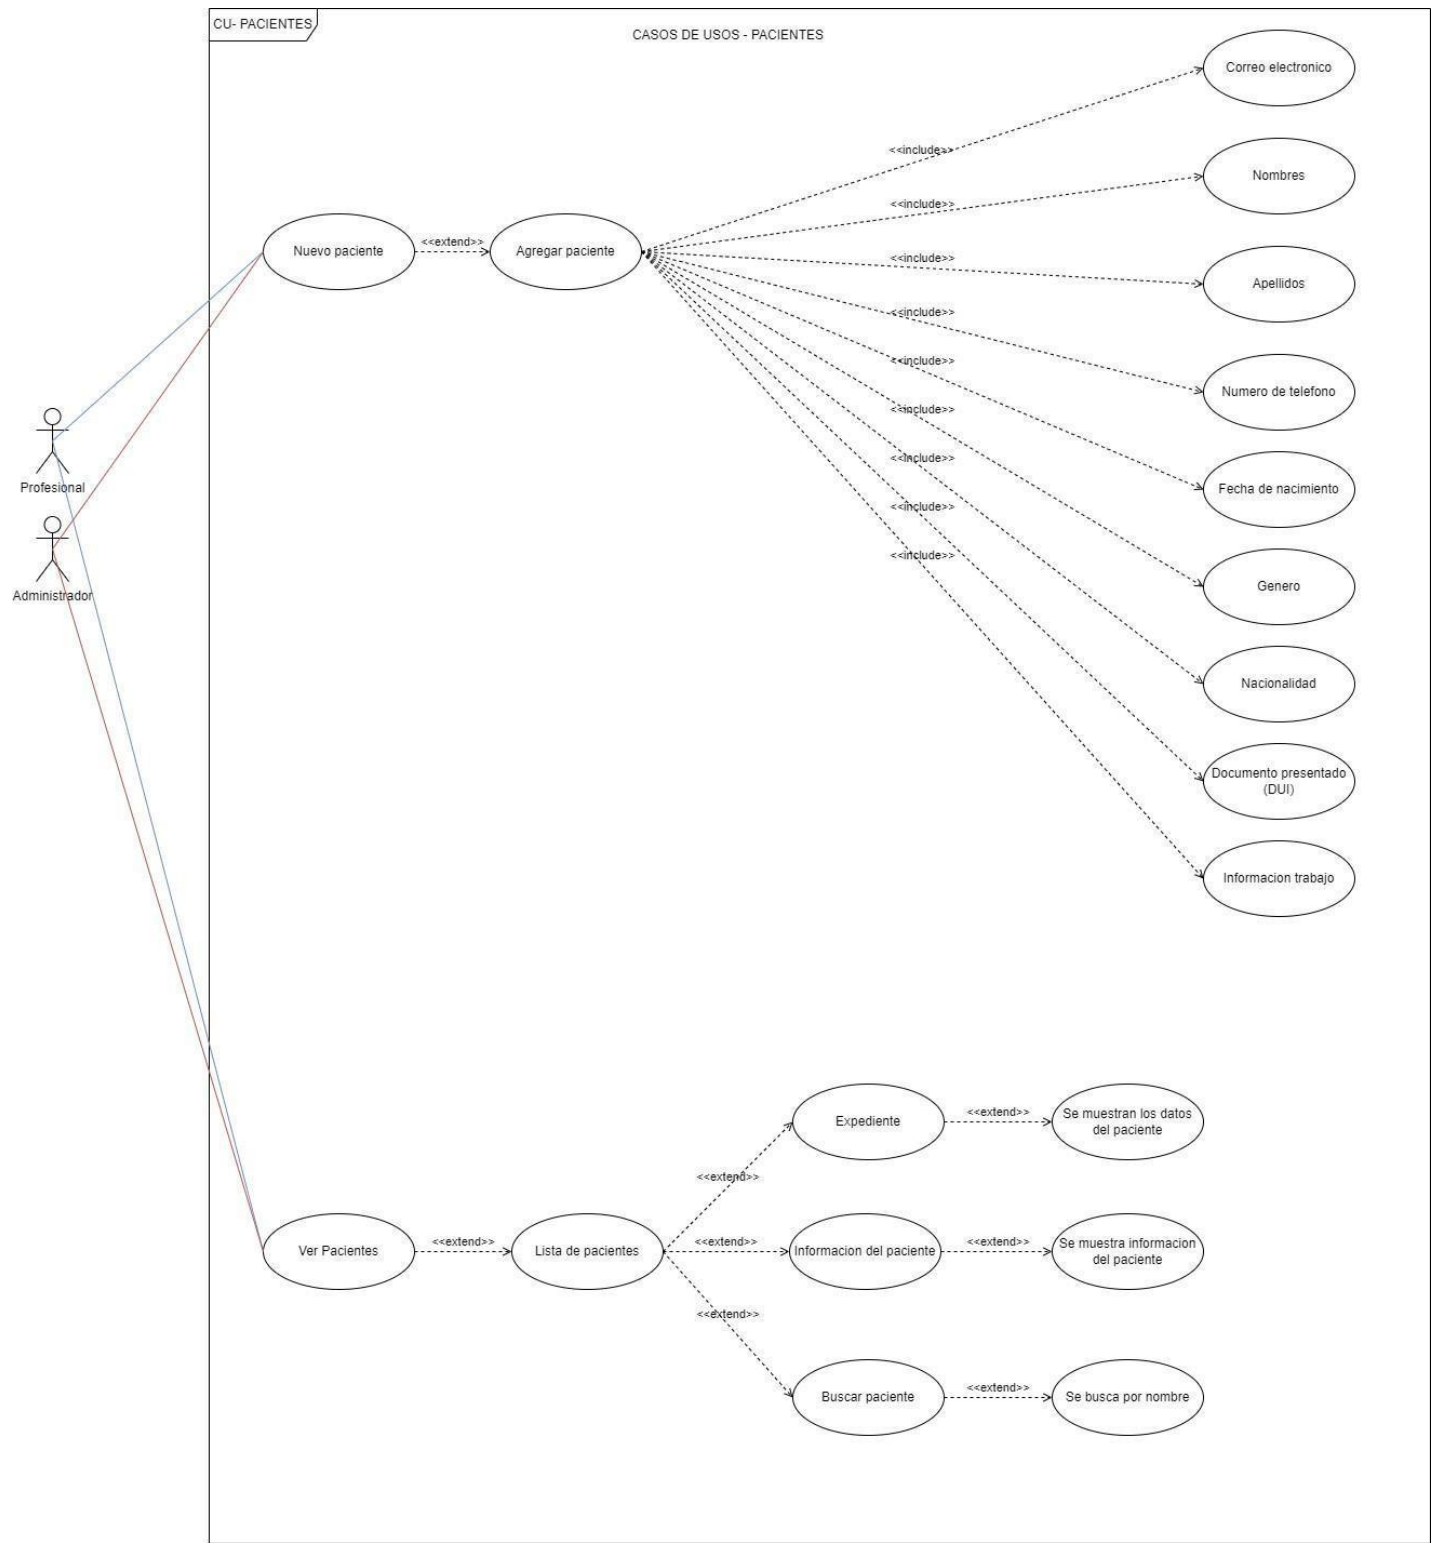 CU- PACIENTES
CASOS DE USOS - PACIENTES
Correo electronico
<<include>>
Nombres
<<include>>
Nuevo paciente
<<extend>>
Agregar paciente
<<include>>
Apellidos
<<include>>
Numero de telefono
<<include>>
<<include>>
Profesional
<<include>>
Fecha de nacimiento
<<include>>
<<include>>
Administrador
Genero
Nacionalidad
Documento presentado
(DUI)
Informacion trabajo
Expediente
<<extend>>
Se muestran los datos
del paciente
<<extend>>
Ver Pacientes
<<extend>>
Lista de pacientes
<<extend>>
Informacion del paciente
<<extend>>
Se muestra informacion
del paciente
<<extend>>
Buscar paciente
<<extend>>
Se busca por nombre